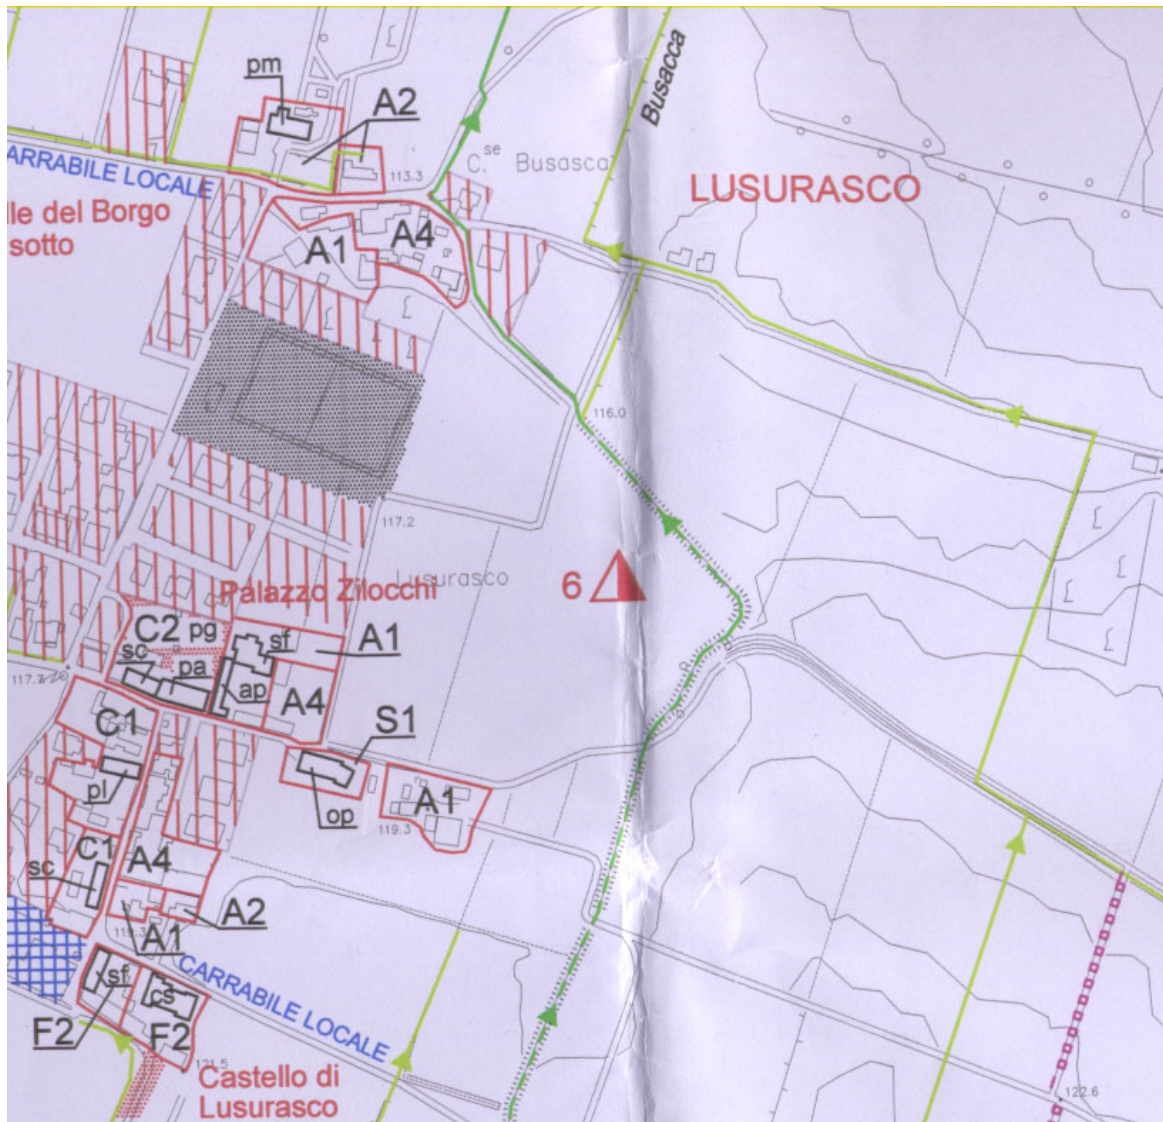 pm
A2
Busacca
ARRABILE LOCALE
C.se Busasca
113.3
LUSURASCO
lle del Borgo
sotto
A1
A4
116.0
117.2
Lusurasco
6
Palazzo Zilocchi
C2
pg
sf
A1
sc
pa
ap
A4
117.7
C1
S1
pl
op
A1
119.3
C1
A4
sc
A2
A1
119.3
CARRABILE LOCALE
sf
cs
F2
F2
121.5
Castello di
Lusurasco
122.6